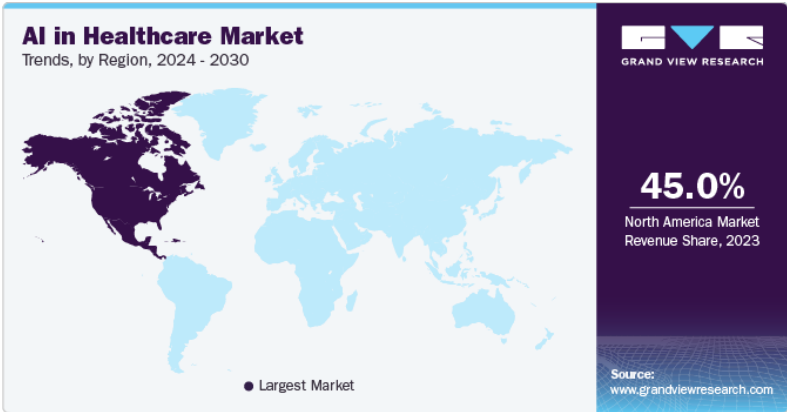 AI in Healthcare Market
Trends, by Region, 2024 - 2030
GRAND VIEW RESEARCH
45.0%
North America Market
Revenue Share, 2023
Largest Market
Source:
www.grandviewresearch.com